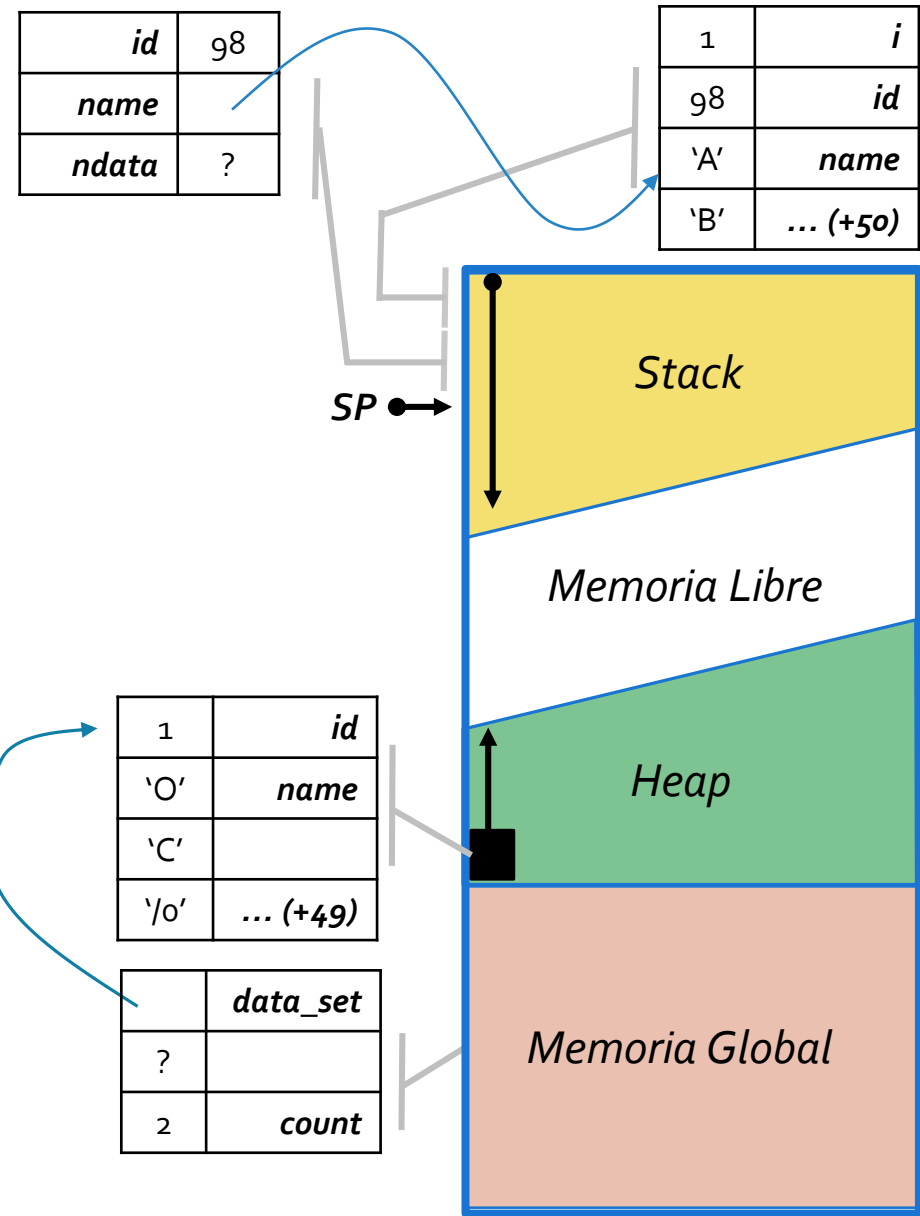 id 98
name
ndata ?
1 i
98 id
‘A’ name
‘B’ ... (+50)
Stack
SP
Memoria Libre
1 id
‘O’ name
‘C’
‘/0’ ... (+49)
Heap
data_set
?
2 count
Memoria Global